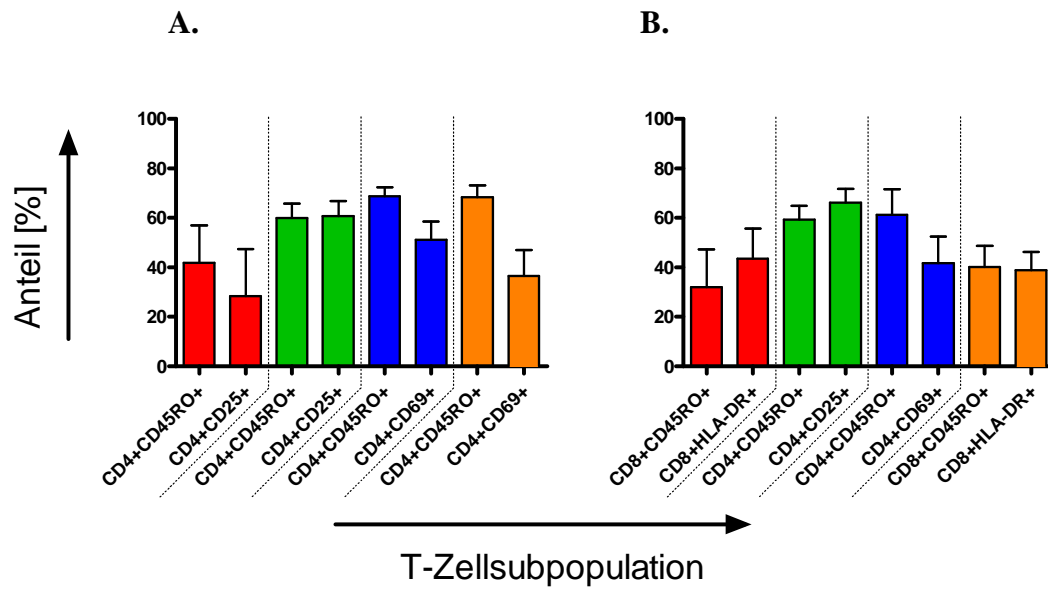 A.
B.
Anteil [%]
100
80
60
40
20
0
CD4+CD45RO+
CD4+CD25+
CD4+CD45RO+
CD4+CD25+
CD4+CD45RO+
CD4+CD69+
CD4+CD45RO+
CD4+CD69+
100
80
60
40
20
0
CD8+CD45RO+
CD8+HLA-DR+
CD4+CD45RO+
CD4+CD25+
CD4+CD45RO+
CD4+CD69+
CD8+CD45RO+
CD8+HLA-DR+
T-Zellsubpopulation